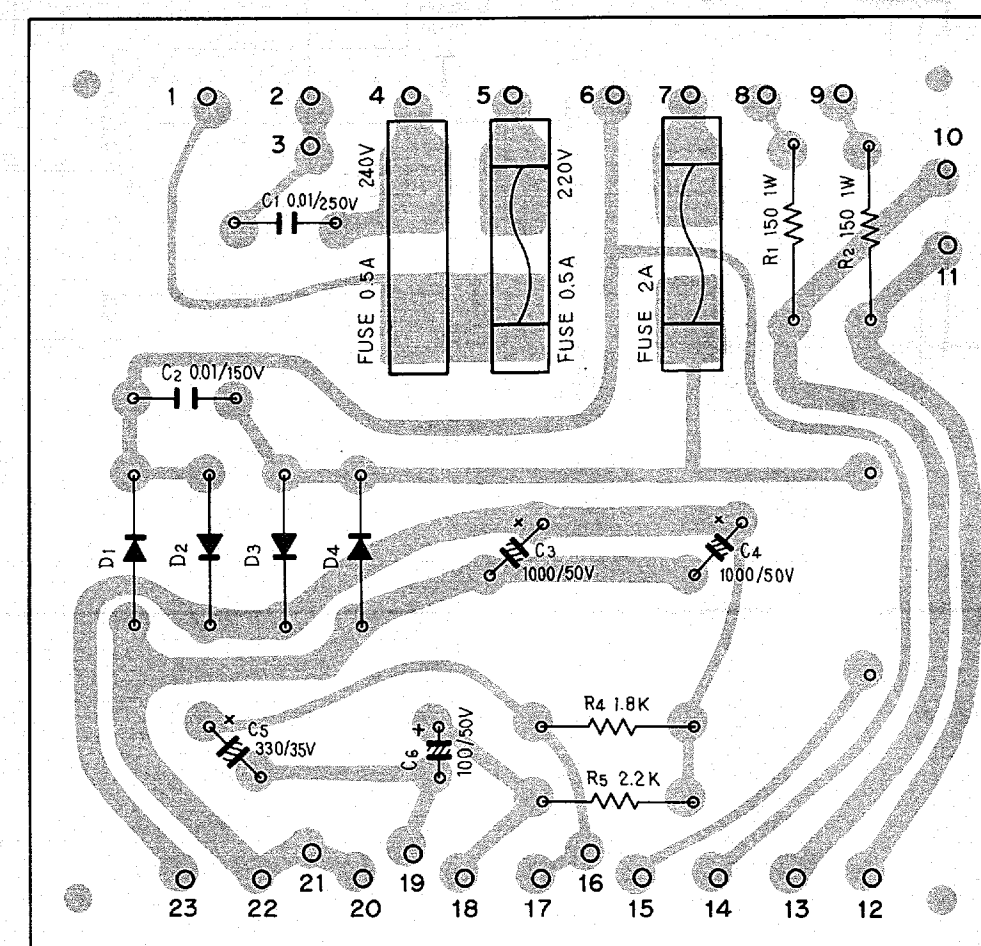 1
2
4
5
6
7
8
9
3
10
240V
220V
C1 0.01/250V
R1 150 1W
R2 150 1W
11
FUSE 0.5A
FUSE 0.5A
FUSE 2A
C2 0.01/150V
D1
D2
D3
D4
×
C3
1000/50V
×
C4
1000/50V
×
C5
330/35V
+
C6
100/50V
R4 1.8K
R5 2.2K
23
22
21
20
19
18
17
16
15
14
13
12